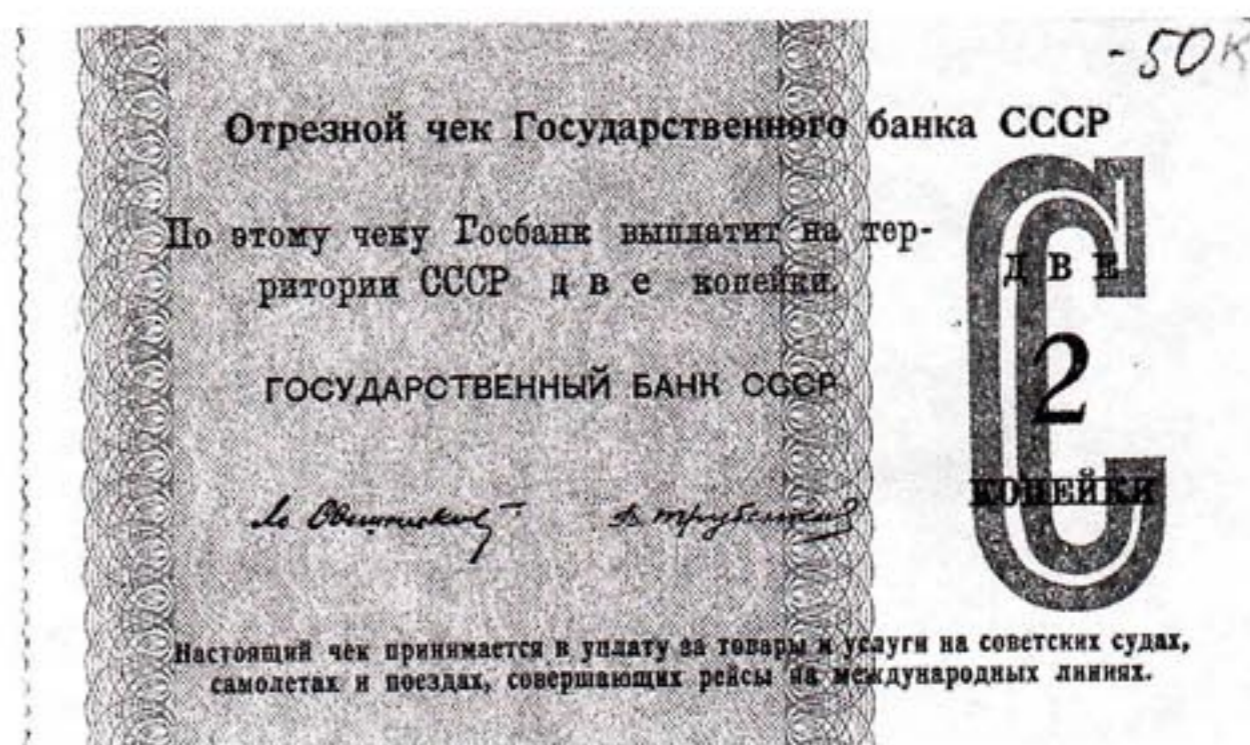 -50к
Отрезной чек Государственного банка СССР
По этому чеку Госбанк выплатит на тер-
ритории СССР две копейки.
ДВЕ
2
КОПЕЙКИ
ГОСУДАРСТВЕННЫЙ БАНК СССР
Настоящий чек принимается в уплату за товары и услуги на советских судах,
самолетах и поездах, совершающих рейсы на международных линиях.